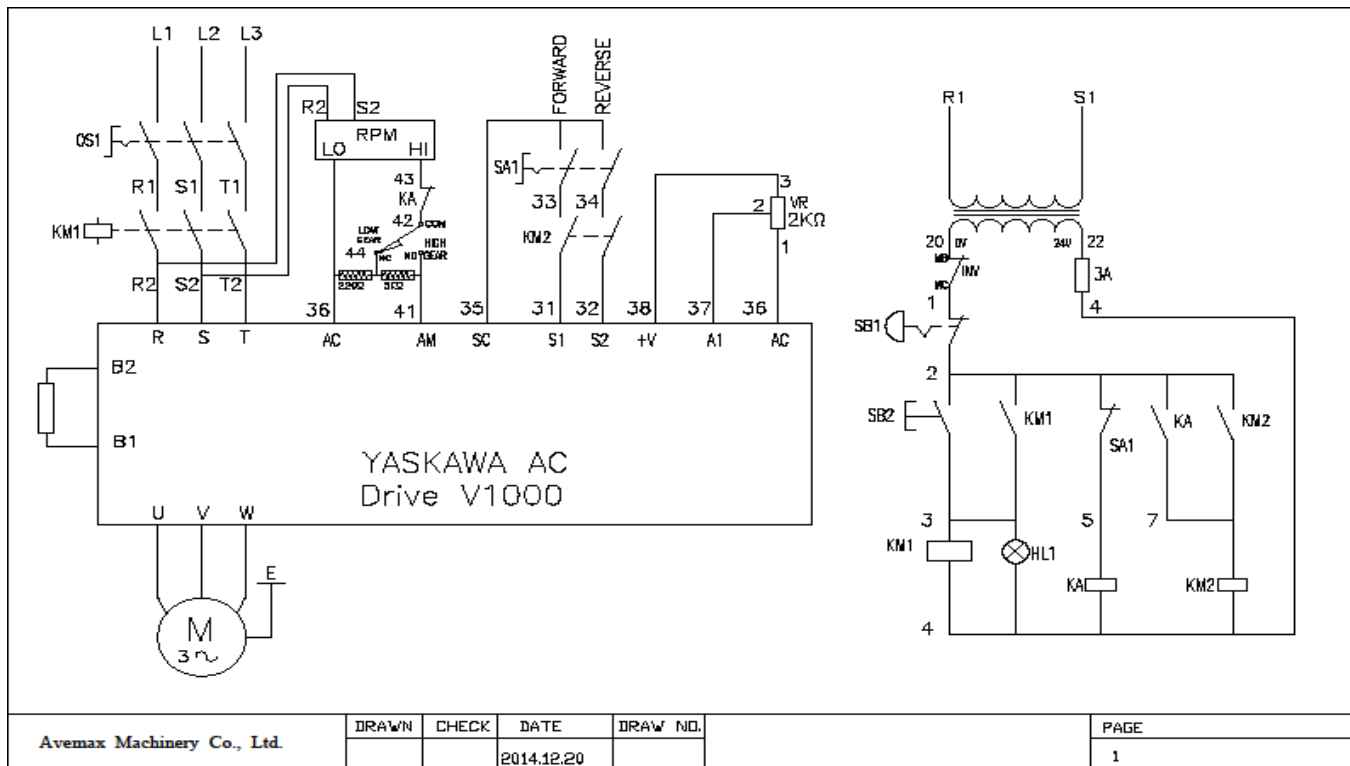 L1 L2 L3
FORWARD
REVERSE
R1 S1
R2 S2
RPM
LO HI
QS1
SA1
43
KA
R1 S1 T1
33 34
3
2 VR
2KΩ
1
42 COM
LOW GEAR
HIGH GEAR
44 NC NO
KM1
KM2
20 0V 24V 22
MB
INV
MC
3A
R2 S2 T2
36 41 35 31 32 38 37 36
1 4
R S T AC AM SC S1 S2 +V A1 AC
SB1
B2
2
SB2 KM1 SA1 KA KM2
B1
YASKAWA AC
Drive V1000
U V W
3 5 7
KM1 HL1 KA KM2
E
M
3~
4
Avemax Machinery Co., Ltd.
DRAWN CHECK DATE DRAW NO. PAGE
2014.12.20 1